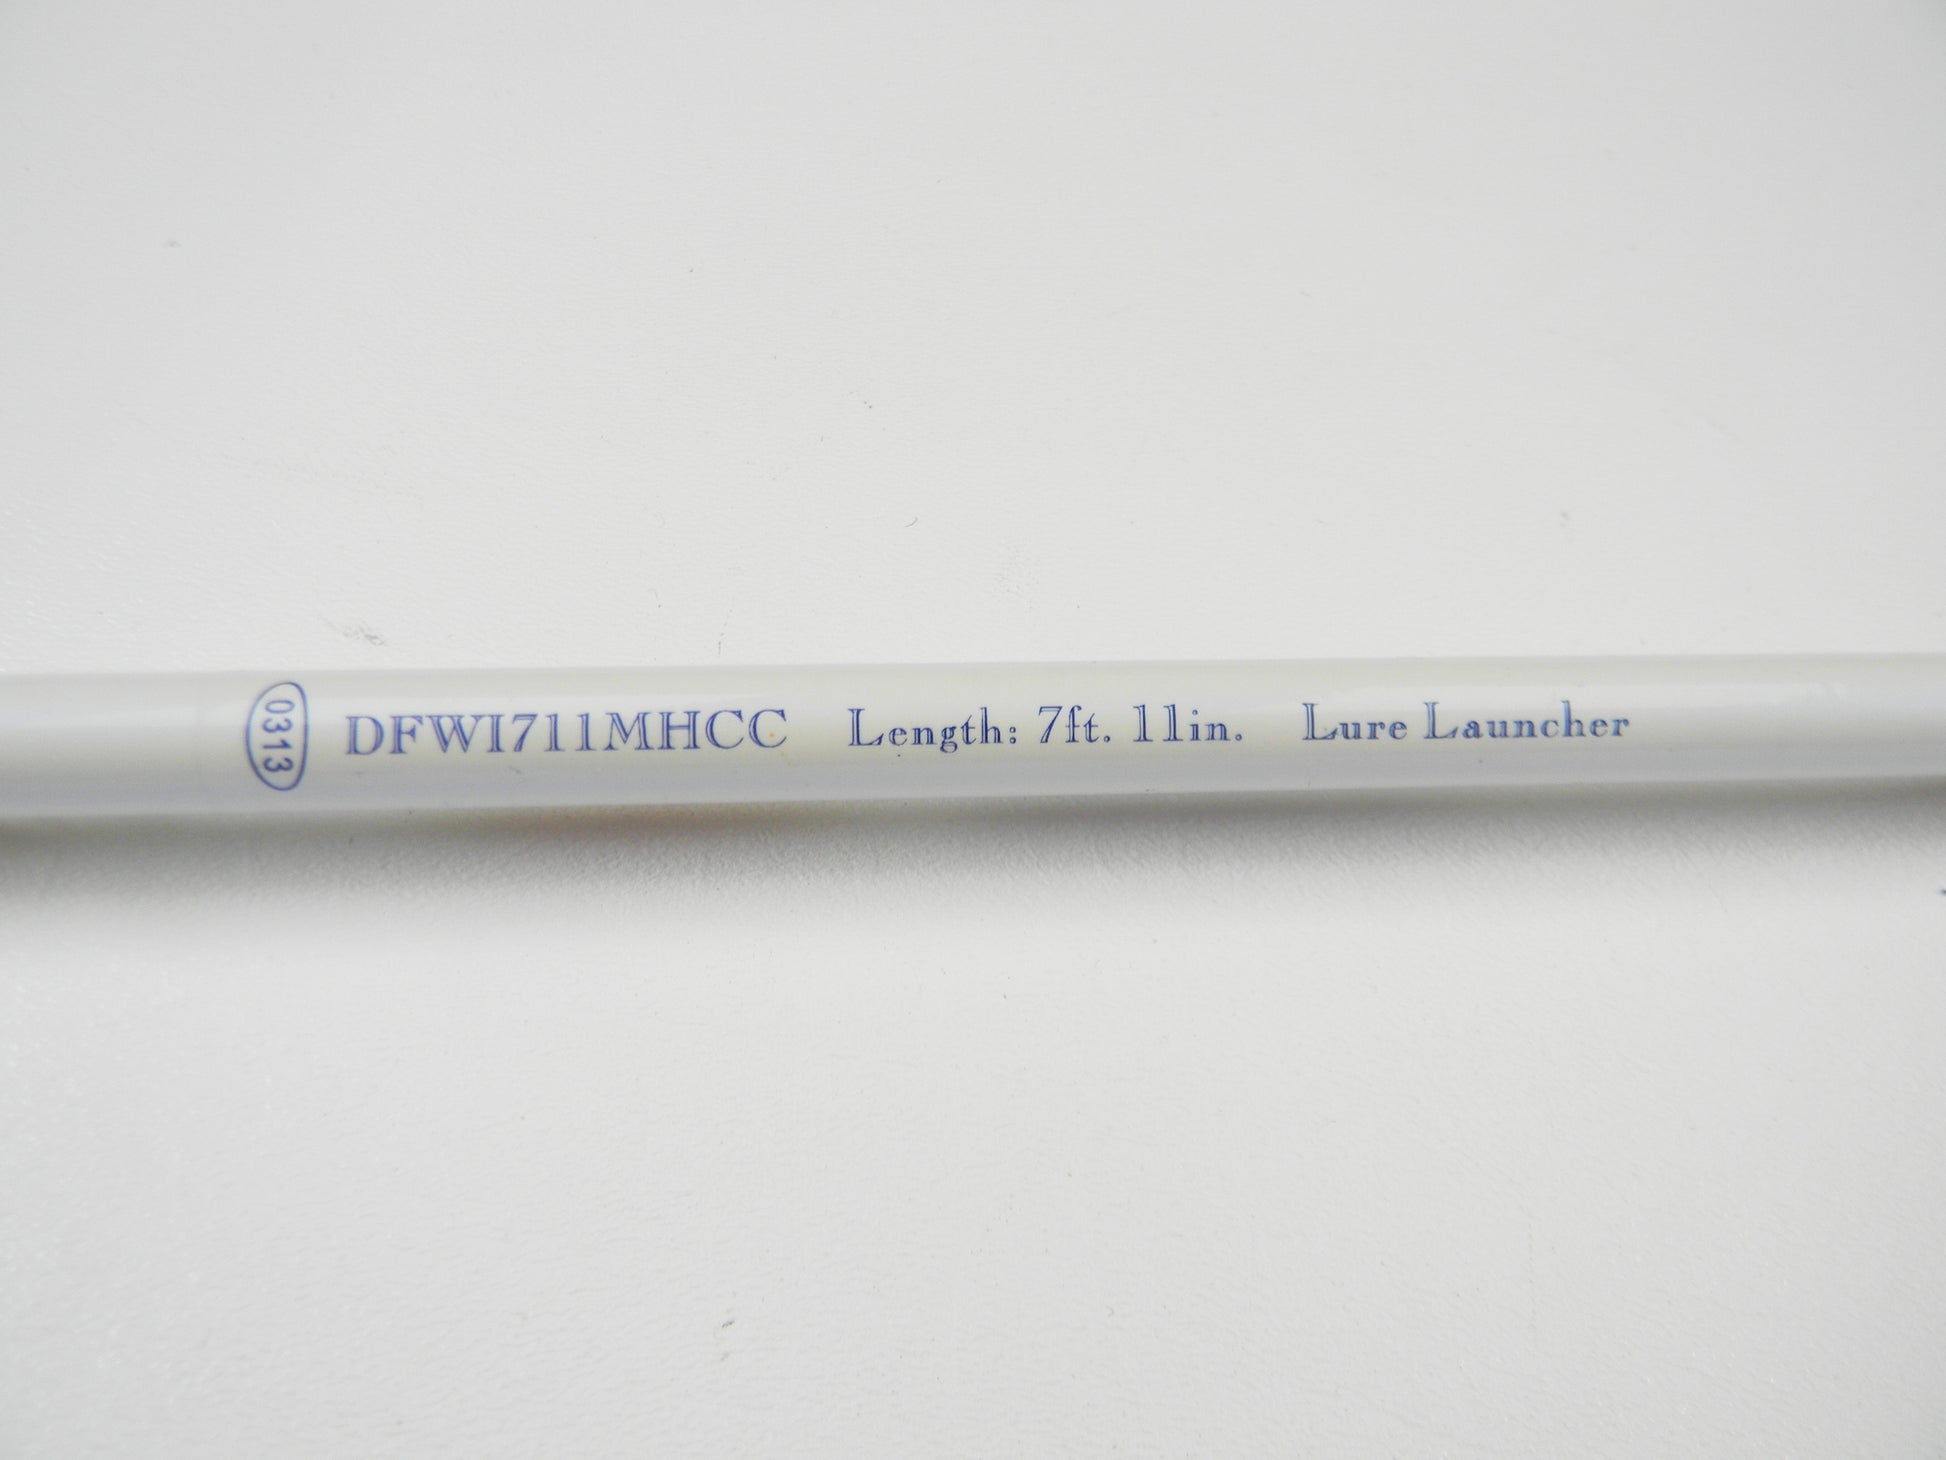 0313 DFWI711MHCC Length: 7ft. 11in. Lure Launcher